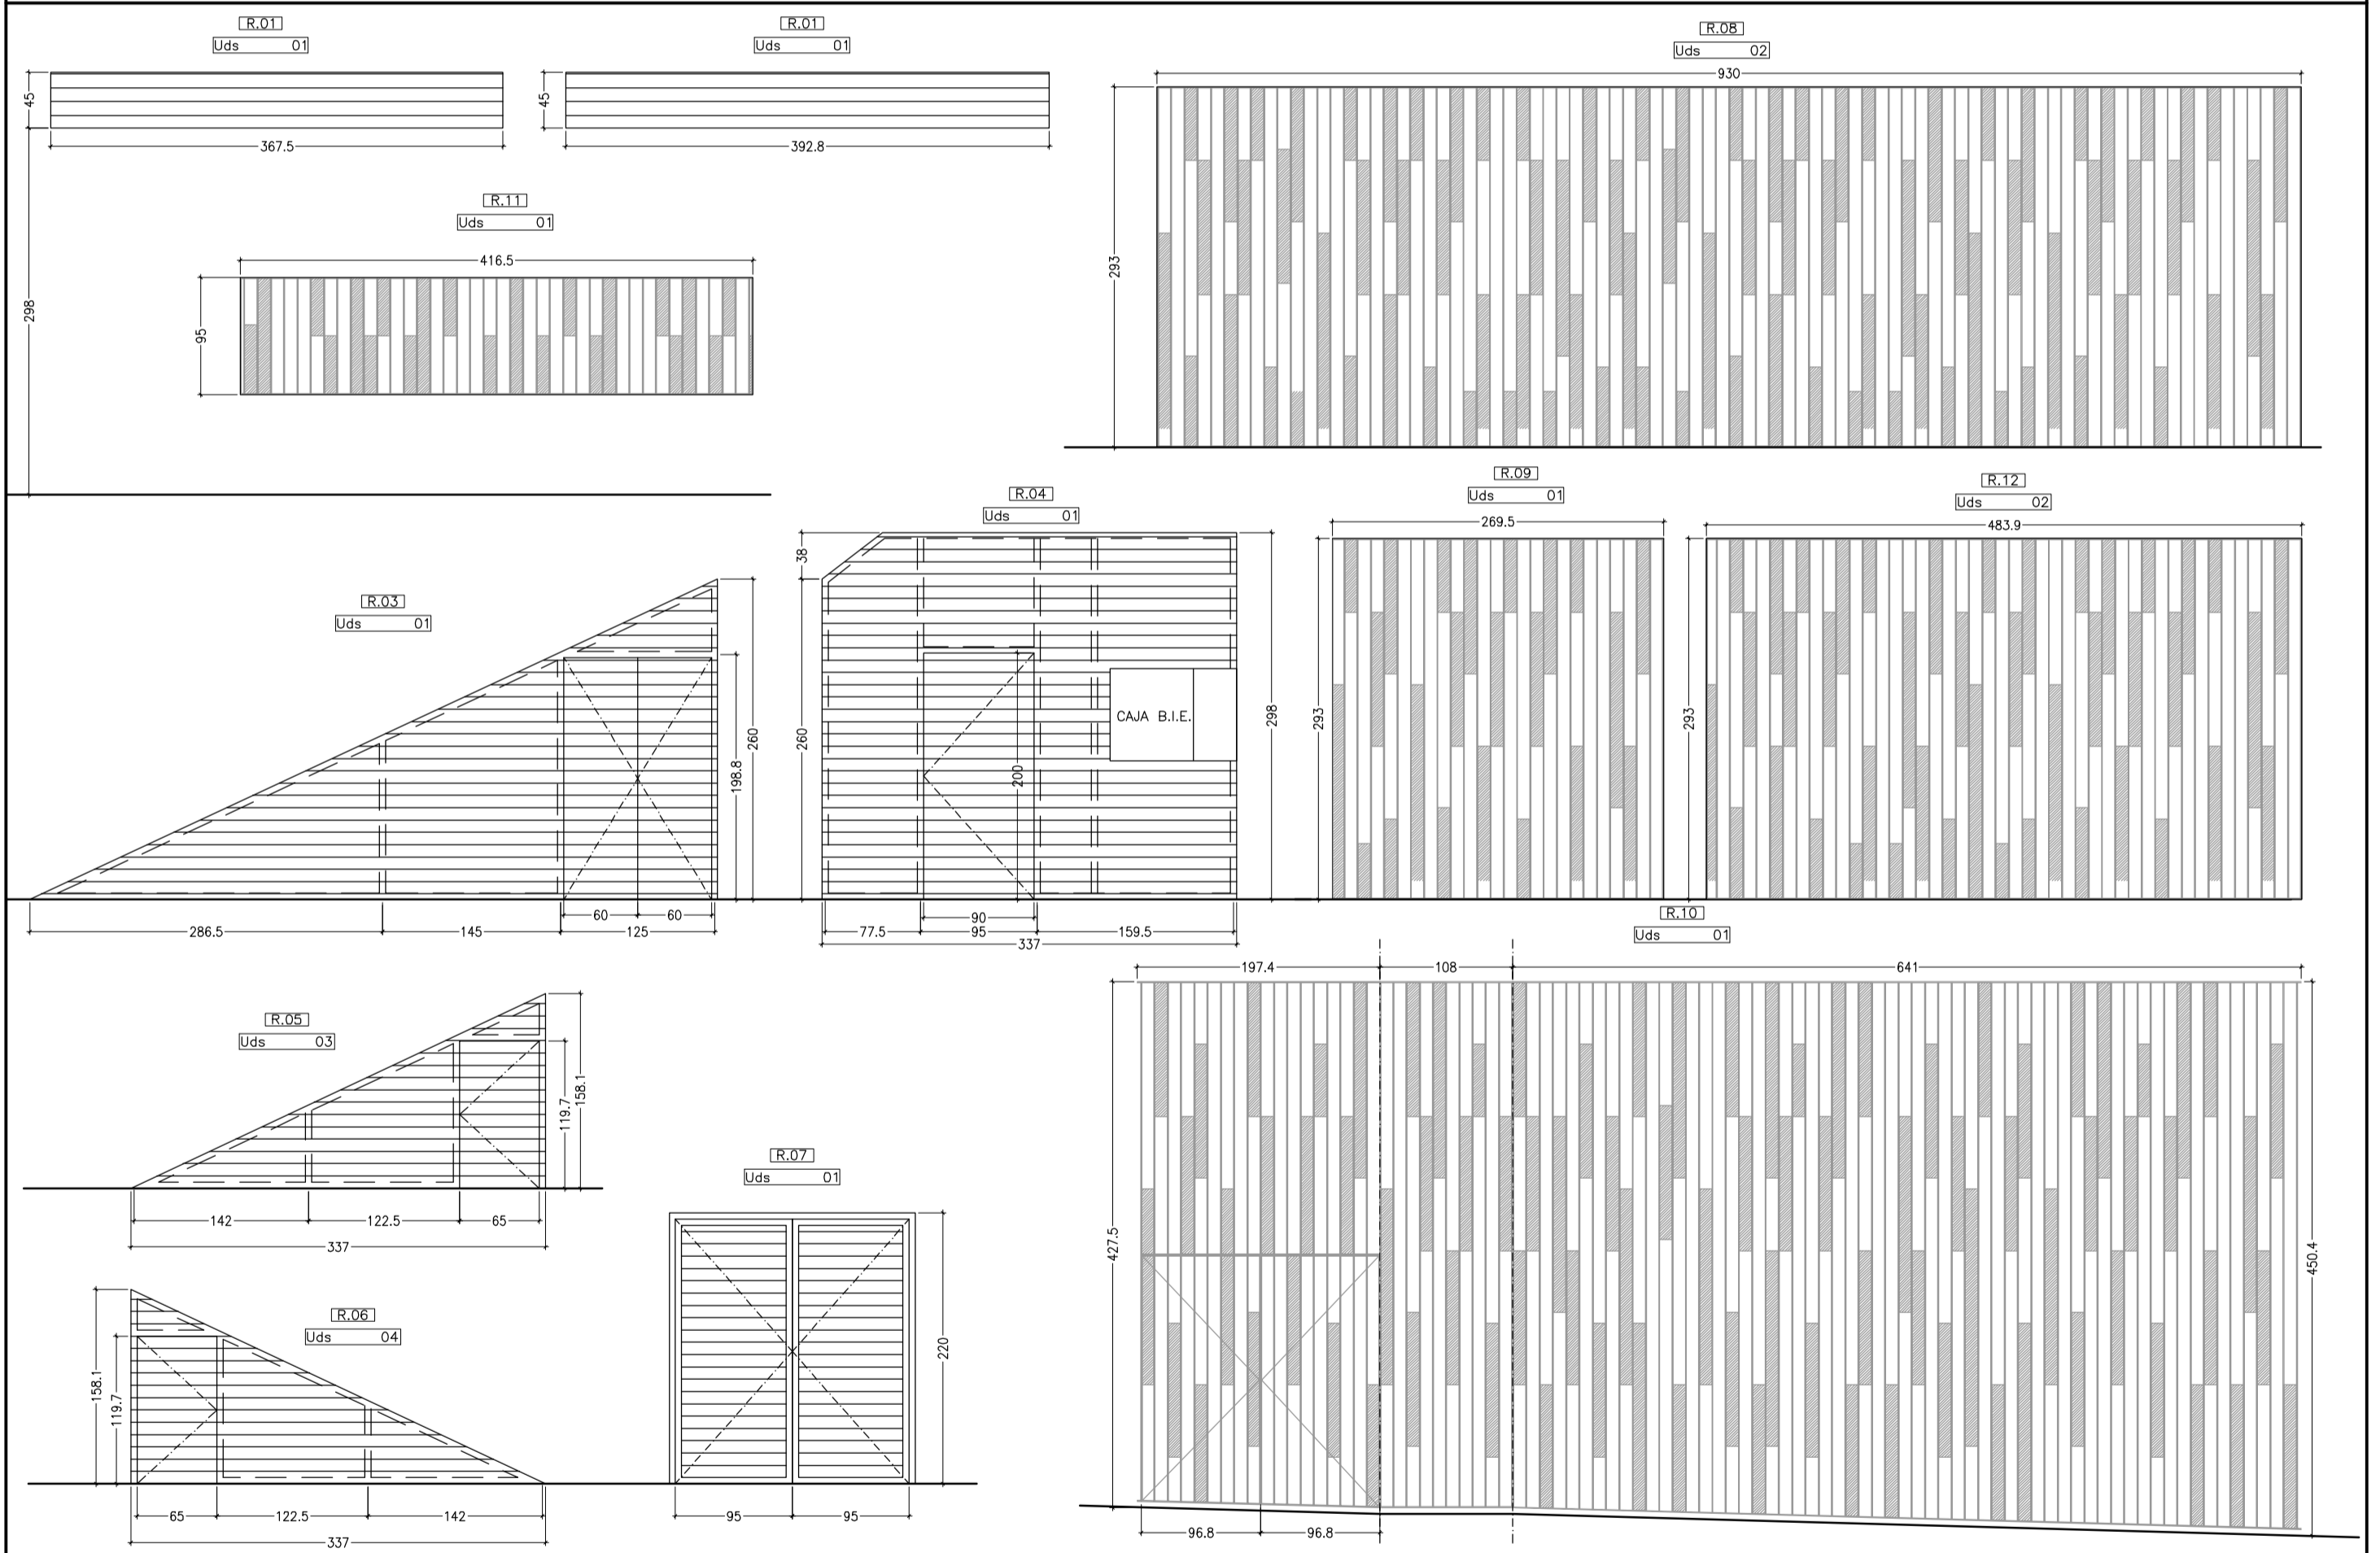 R.01
Uds 01
45
367.5
298
R.01
Uds 01
45
392.8
R.08
Uds 02
930
293
R.11
Uds 01
416.5
95
R.03
Uds 01
260
198.8
60 60
286.5 145 125
R.04
Uds 01
38
260
298
CAJA B.I.E.
200
90
77.5 95 159.5
337
R.09
Uds 01
269.5
293
R.12
Uds 02
483.9
293
R.05
Uds 03
158.1
119.7
142 122.5 65
337
R.06
Uds 04
158.1
119.7
65 122.5 142
337
R.07
Uds 01
220
95 95
R.10
Uds 01
197.4 108 641
427.5
450.4
96.8 96.8